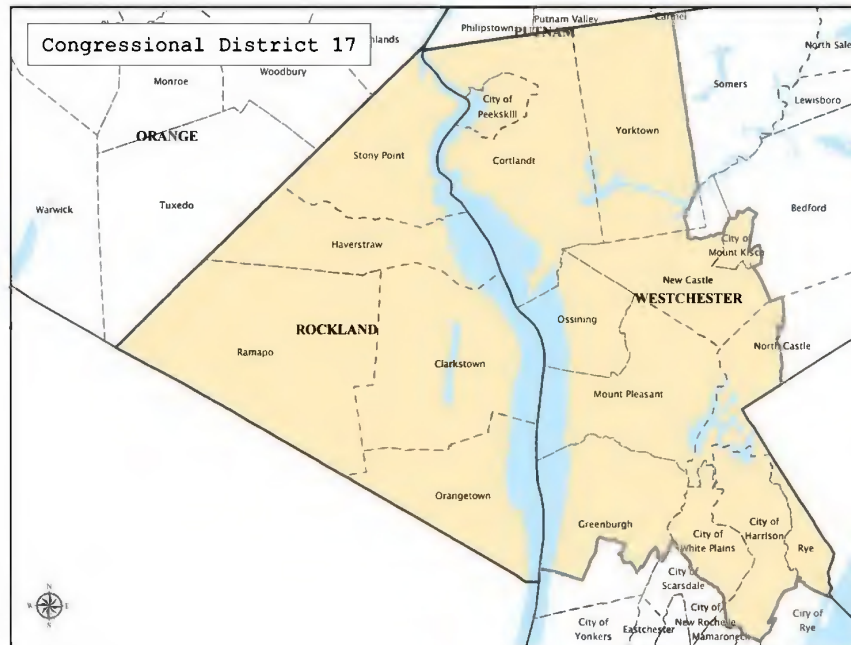 Congressional District 17
Philipstown
Putnam Valley
Carmel
PUTNAM
hlands
North Sale
Woodbury
Monroe
Somers
Lewisboro
City of
Peekskill
ORANGE
Yorktown
Stony Point
Cortlandt
Warwick
Tuxedo
Bedford
Haverstraw
City of
Mount Kisco
New Castle
WESTCHESTER
Ossining
ROCKLAND
Ramapo
Clarkstown
North Castle
Mount Pleasant
Orangetown
Greenburgh
City of
White Plains
City of
Harrison
Rye
City of
Scarsdale
City of
Yonkers
Eastchester
City of
New Rochelle
Mamaroneck
City of
Rye
N
W E
S